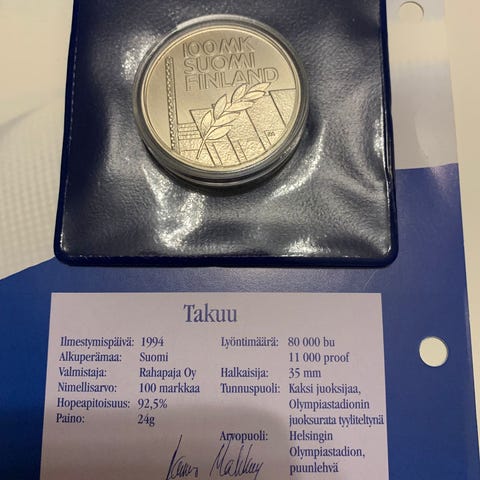 100 MK
SUOMI
FINLAND
Takuu
Ilmestymispäivä: 1994
Alkuperämaa: Suomi
Valmistaja: Rahapaja Oy
Nimellisarvo: 100 markkaa
Hopeapitoisuus: 92,5%
Paino: 24g
Lyöntimäärä: 80 000 bu
11 000 proof
Halkaisija: 35 mm
Tunnuspuoli: Kaksi juoksijaa,
Olympiastadionin
juoksurata tyyliteltynä
Arvopuoli: Helsingin
Olympiastadion,
puunlehvä